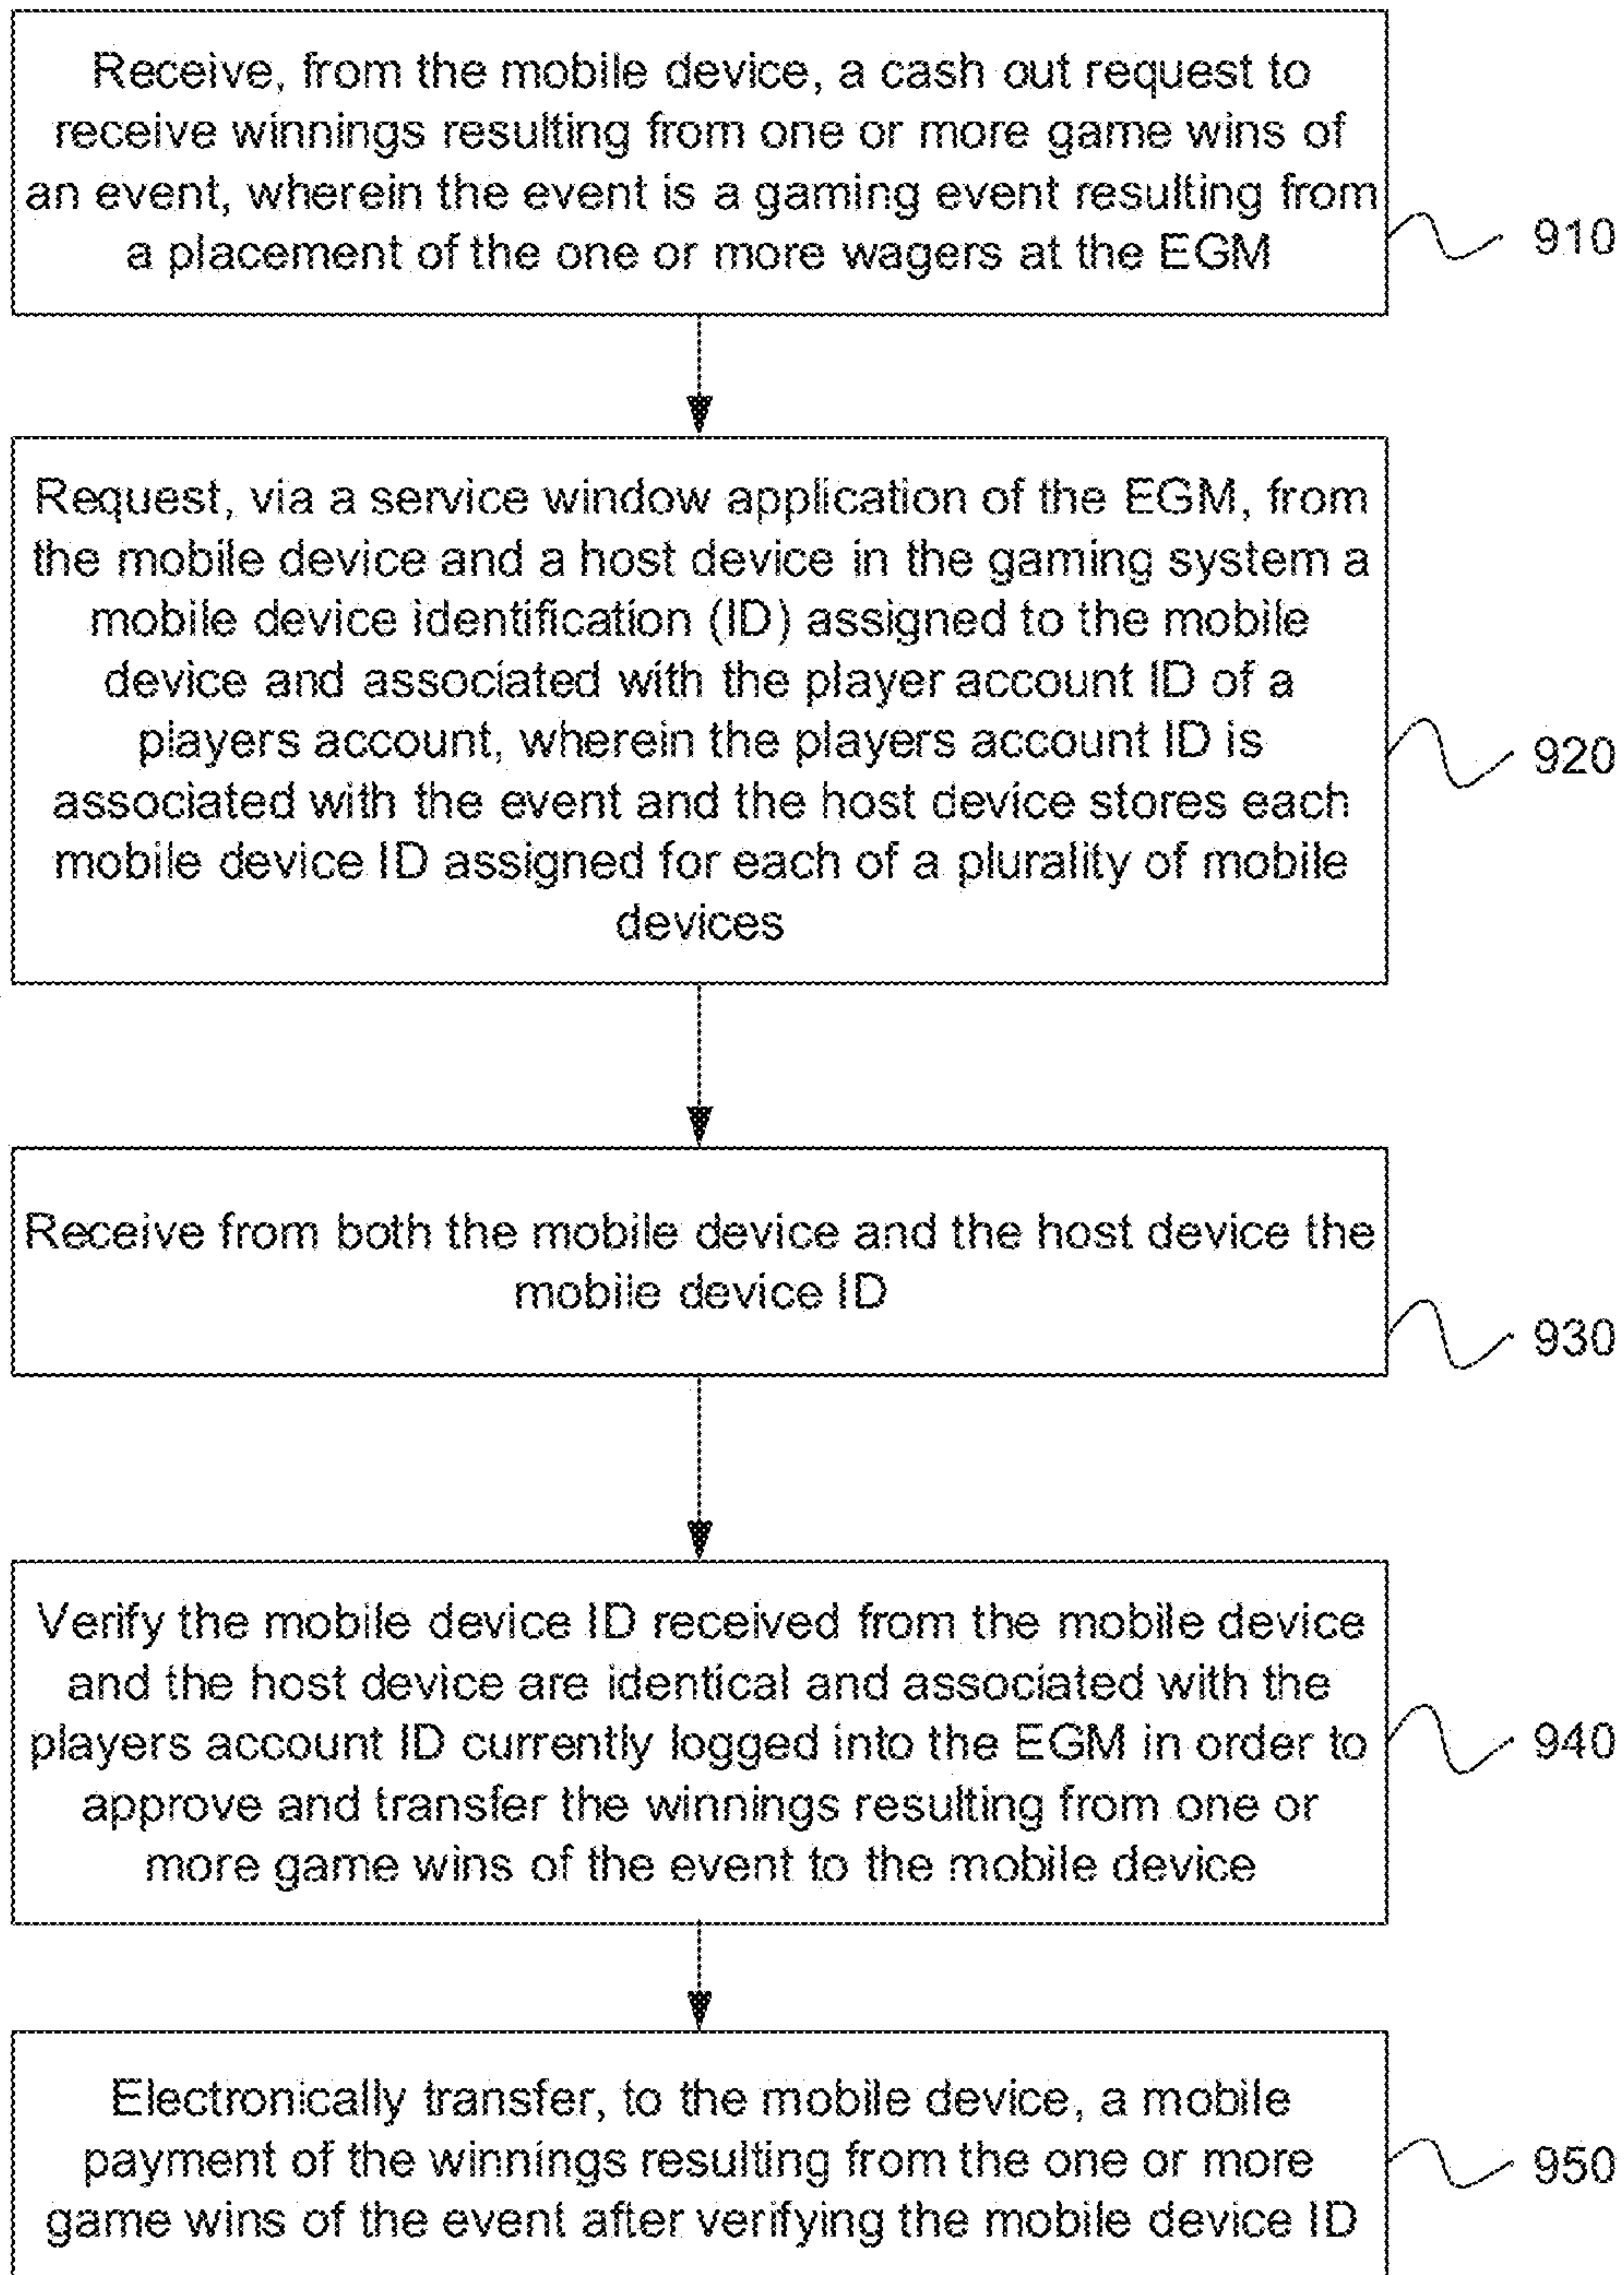 Receive, from the mobile device, a cash out request to
receive winnings resulting from one or more game wins of
an event, wherein the event is a gaming event resulting from
a placement of the one or more wagers at the EGM
910
Request, via a service window application of the EGM, from
the mobile device and a host device in the gaming system a
mobile device identification (ID) assigned to the mobile
device and associated with the player account ID of a
players account, wherein the players account ID is
associated with the event and the host device stores each
mobile device ID assigned for each of a plurality of mobile
devices
920
Receive from both the mobile device and the host device the
mobile device ID
930
Verify the mobile device ID received from the mobile device
and the host device are identical and associated with the
players account ID currently logged into the EGM in order to
approve and transfer the winnings resulting from one or
more game wins of the event to the mobile device
940
Electronically transfer, to the mobile device, a mobile
payment of the winnings resulting from the one or more
game wins of the event after verifying the mobile device ID
950